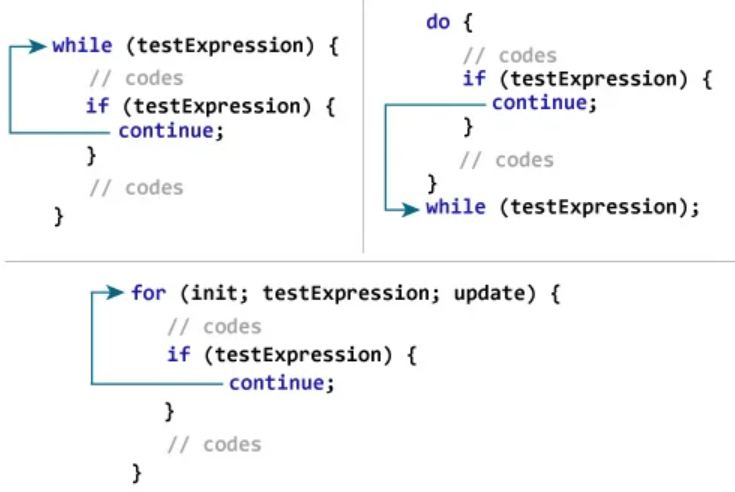 while (testExpression) {
// codes
if (testExpression) {
continue;
}
// codes
}
do {
// codes
if (testExpression) {
continue;
}
// codes
}
while (testExpression);
for (init; testExpression; update) {
// codes
if (testExpression) {
continue;
}
// codes
}